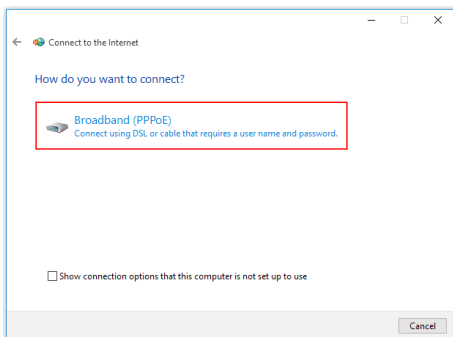 Connect to the Internet
How do you want to connect?
Broadband (PPPoE)
Connect using DSL or cable that requires a user name and password.
Show connection options that this computer is not set up to use
Cancel